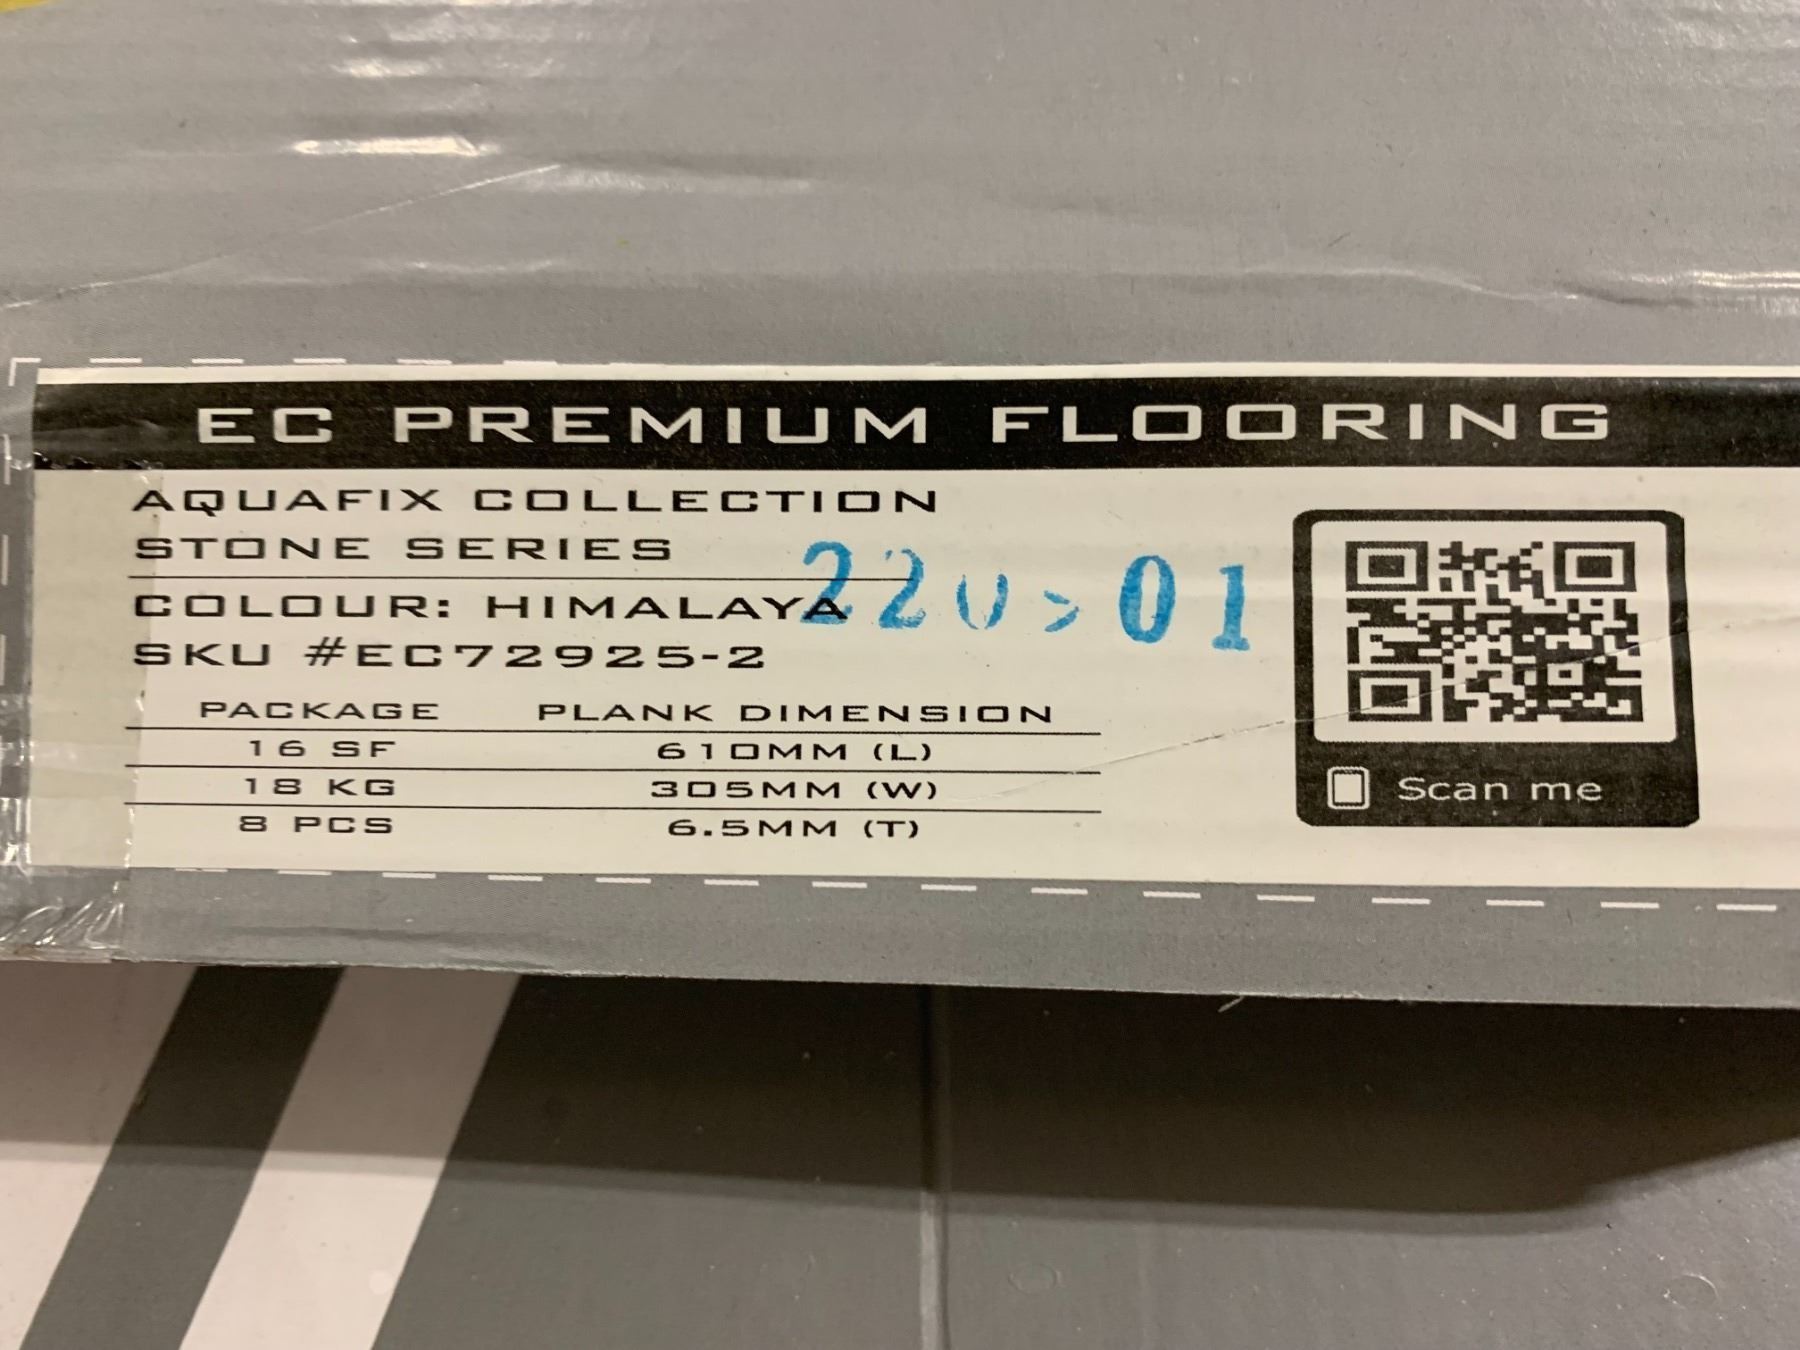 EC PREMIUM FLOORING
AQUAFIX COLLECTION
STONE SERIES
COLOUR: HIMALAYA
SKU #EC72925-2
PACKAGE PLANK DIMENSION
16 SF 610MM (L)
18 KG 305MM (W)
8 PCS 6.5MM (T)
Scan me